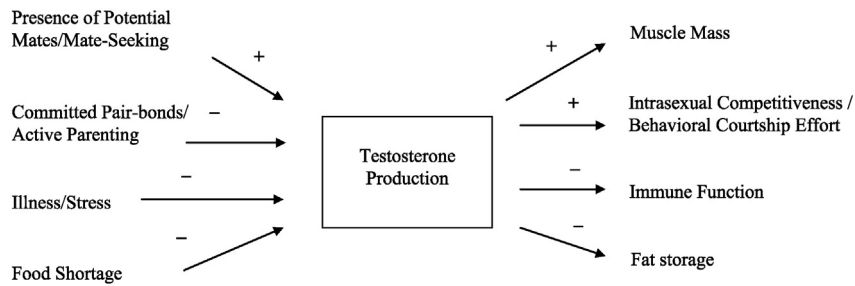 Presence of Potential
Mates/Mate-Seeking
+
Committed Pair-bonds/
Active Parenting
−
Illness/Stress
−
Food Shortage
−
Testosterone
Production
+
Muscle Mass
+
Intrasexual Competitiveness /
Behavioral Courtship Effort
−
Immune Function
−
Fat storage